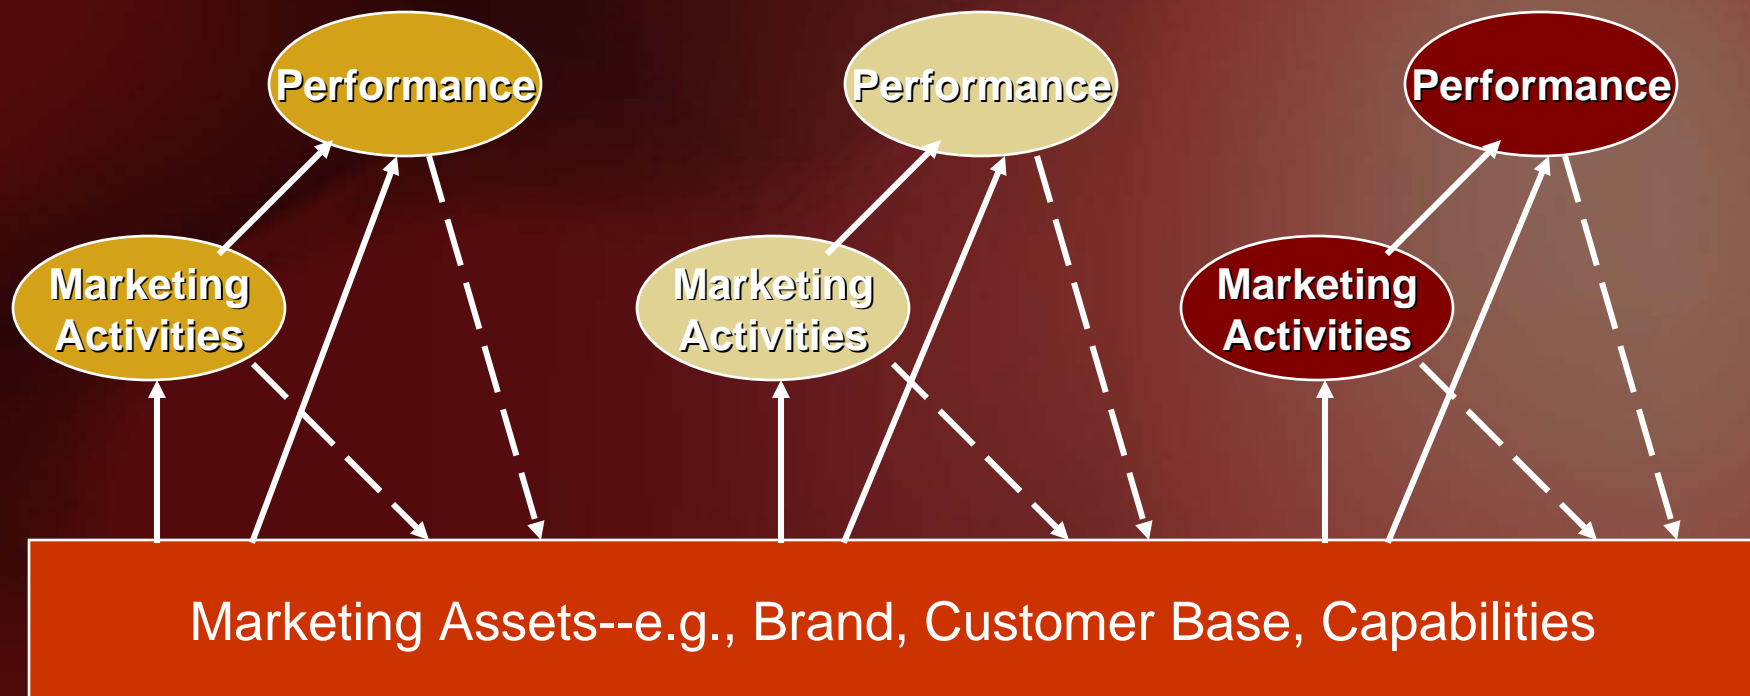 Performance
Performance
Performance
Marketing
Activities
Marketing
Activities
Marketing
Activities
Marketing Assets--e.g., Brand, Customer Base, Capabilities